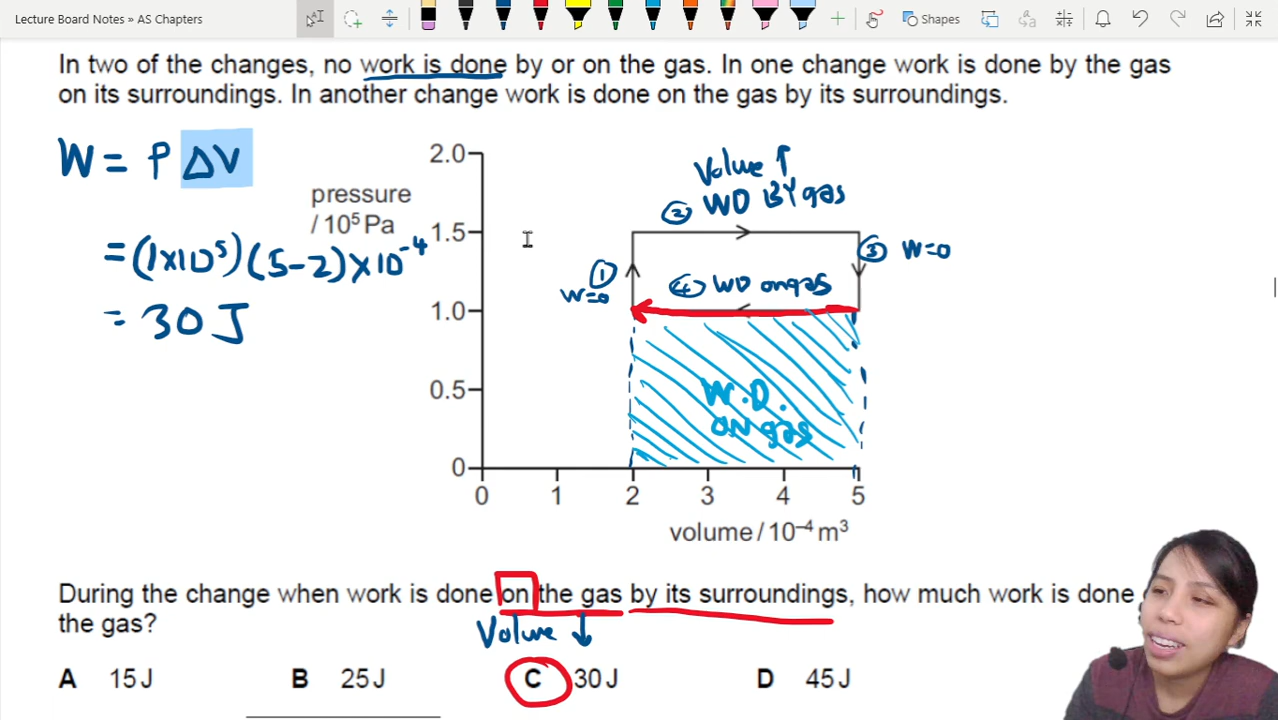 Lecture Board Notes » AS Chapters
Shapes
In two of the changes, no work is done by or on the gas. In one change work is done by the gas
on its surroundings. In another change work is done on the gas by its surroundings.
W = P ΔV
= (1×10⁵)(5-2)×10⁻⁴
= 30 J
pressure
/ 10⁵ Pa
2.0
1.5
1.0
0.5
0
Volume ↑
② WD BY gas
① W=0
③ W=0
④ WD on gas
W.D.
ON gas
0 1 2 3 4 5
volume / 10⁻⁴ m³
During the change when work is done on the gas by its surroundings, how much work is done
the gas?
Volume ↓
A 15 J B 25 J C 30 J D 45 J